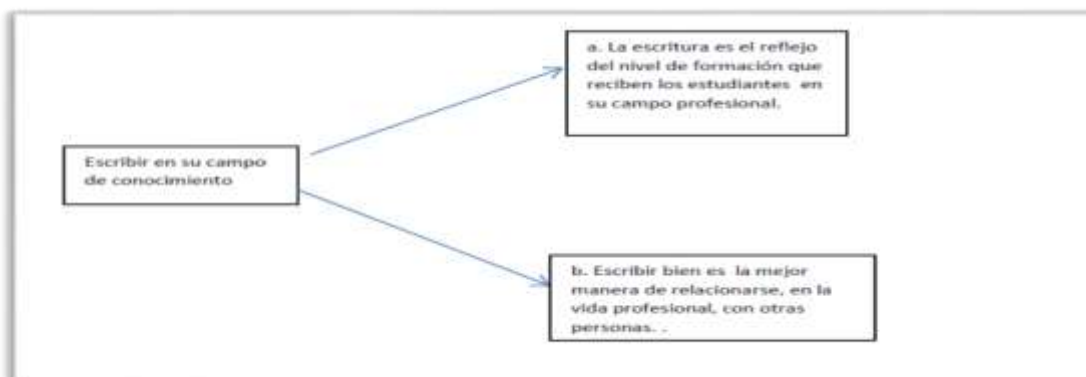 a. La escritura es el reflejo
del nivel de formación que
reciben los estudiantes en
su campo profesional.
Escribir en su campo
de conocimiento
b. Escribir bien es la mejor
manera de relacionarse, en la
vida profesional, con otras
personas. .